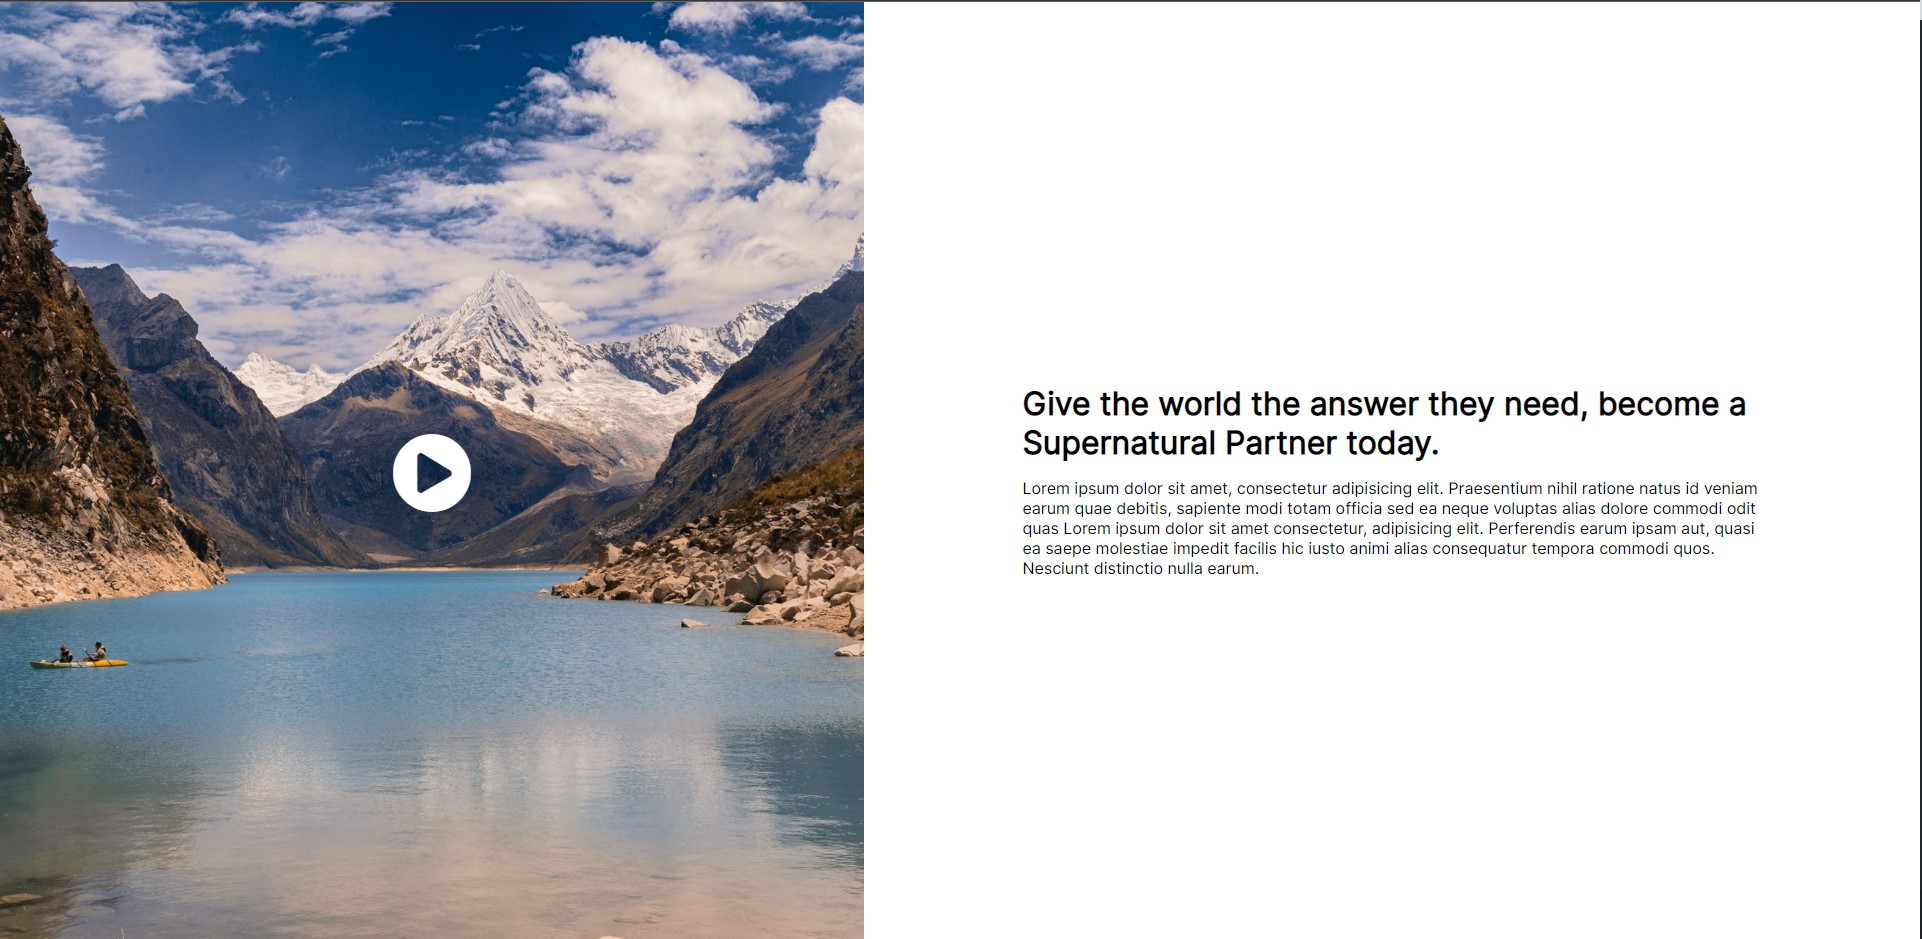 Give the world the answer they need, become a
Supernatural Partner today.
Lorem ipsum dolor sit amet, consectetur adipisicing elit. Praesentium nihil ratione natus id veniam
earum quae debitis, sapiente modi totam officia sed ea neque voluptas alias dolore commodi odit
quas Lorem ipsum dolor sit amet consectetur, adipisicing elit. Perferendis earum ipsam aut, quasi
ea saepe molestiae impedit facilis hic iusto animi alias consequatur tempora commodi quos.
Nesciunt distinctio nulla earum.